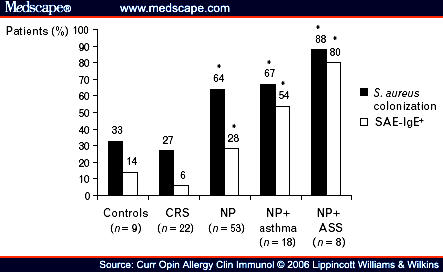 Medscape® www.medscape.com
Patients (%)
100
90
80
70
60
50
40
30
20
10
0
33
14
27
6
*
64
*
28
*
67
*
54
*
88
*
80
S. aureus
colonization
SAE-IgE+
Controls
(n = 9)
CRS
(n = 22)
NP
(n = 53)
NP+
asthma
(n = 18)
NP+
ASS
(n = 8)
Source: Curr Opin Allergy Clin Immunol © 2006 Lippincott Williams & Wilkins